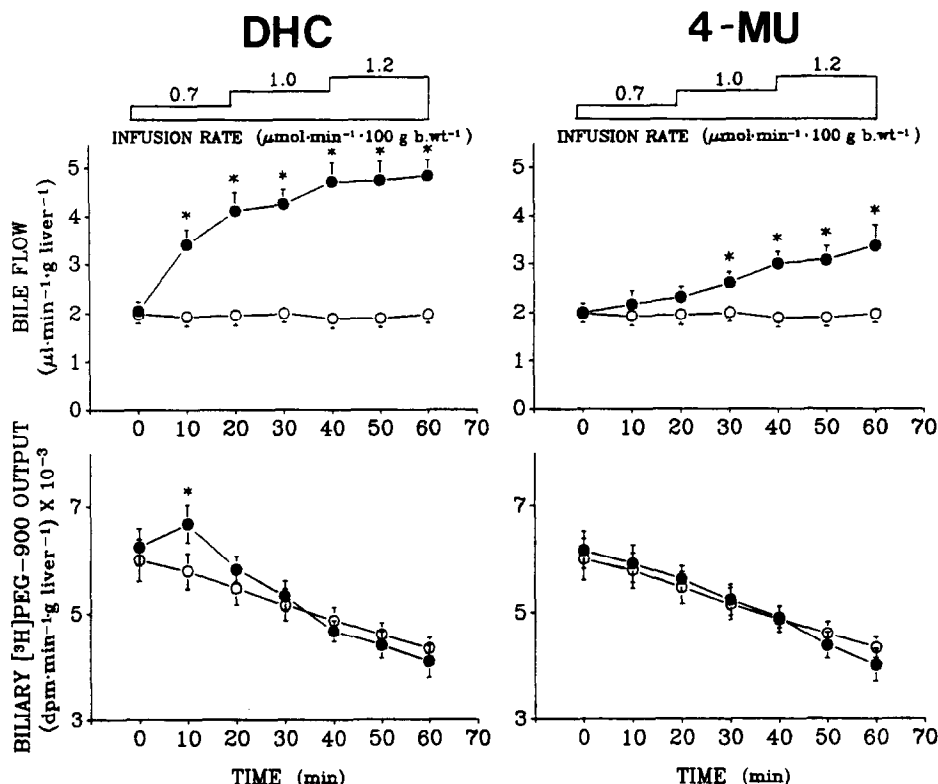 DHC
4-MU
0.7
1.0
1.2
0.7
1.0
1.2
INFUSION RATE (μmol·min⁻¹·100 g b.wt⁻¹)
INFUSION RATE (μmol·min⁻¹·100 g b.wt⁻¹)
BILE FLOW
(μl·min⁻¹·g liver⁻¹)
5
4
3
2
1
0
* * * * * *
0 10 20 30 40 50 60 70
5
4
3
2
1
0
* * * *
0 10 20 30 40 50 60 70
BILIARY [³H]PEG-900 OUTPUT
(dpm·min⁻¹·g liver⁻¹) X 10⁻³
7
5
3
*
0 10 20 30 40 50 60 70
TIME (min)
7
5
3
0 10 20 30 40 50 60 70
TIME (min)